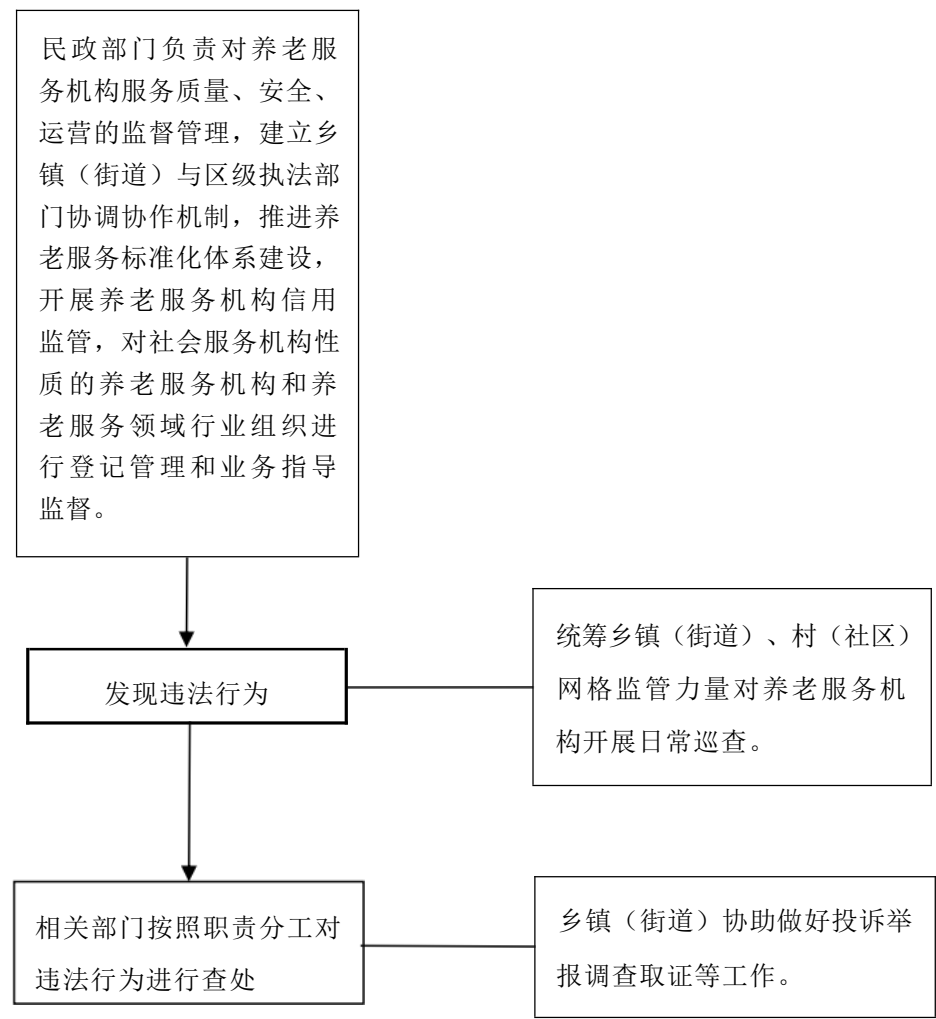 民政部门负责对养老服
务机构服务质量、安全、
运营的监督管理，建立乡
镇（街道）与区级执法部
门协调协作机制，推进养
老服务标准化体系建设，
开展养老服务机构信用
监管，对社会服务机构性
质的养老服务机构和养
老服务领域行业组织进
行登记管理和业务指导
监督。
发现违法行为
统筹乡镇（街道）、村（社区）
网格监管力量对养老服务机
构开展日常巡查。
相关部门按照职责分工对
违法行为进行查处
乡镇（街道）协助做好投诉举
报调查取证等工作。